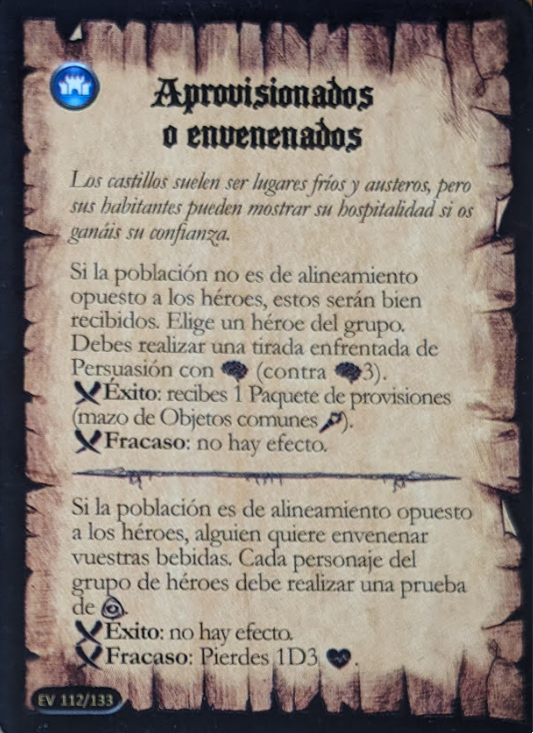 Aprovisionados
o envenenados
Los castillos suelen ser lugares fríos y austeros, pero
sus habitantes pueden mostrar su hospitalidad si os
ganáis su confianza.
Si la población no es de alineamiento
opuesto a los héroes, estos serán bien
recibidos. Elige un héroe del grupo.
Debes realizar una tirada enfrentada de
Persuasión con (contra 3).
Éxito: recibes 1 Paquete de provisiones
(mazo de Objetos comunes ).
Fracaso: no hay efecto.
Si la población es de alineamiento opuesto
a los héroes, alguien quiere envenenar
vuestras bebidas. Cada personaje del
grupo de héroes debe realizar una prueba
de .
Éxito: no hay efecto.
Fracaso: Pierdes 1D3 .
EV 112/133